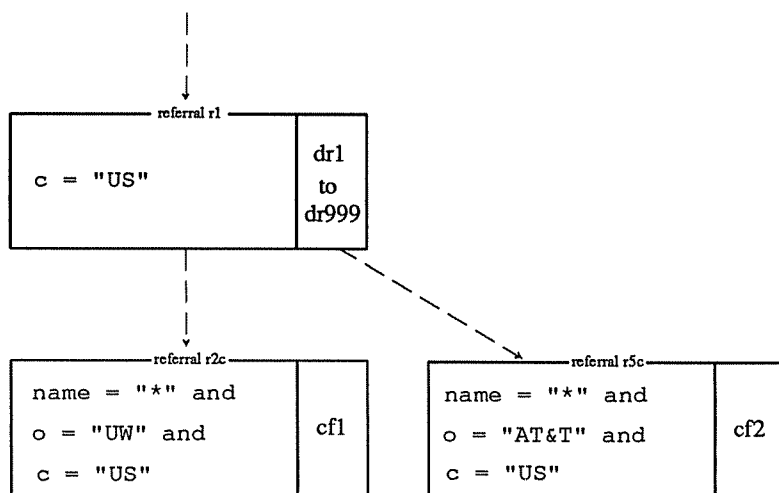 referral r1
c = "US"
dr1
to
dr999
referral r2c
name = "*" and
o = "UW" and
c = "US"
cf1
referral r5c
name = "*" and
o = "AT&T" and
c = "US"
cf2